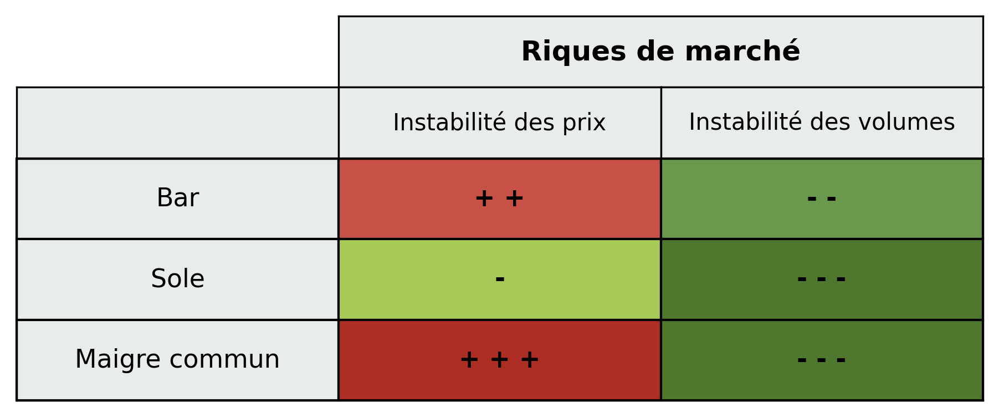 Riques de marché
Instabilité des prix Instabilité des volumes
Bar + + - -
Sole - - - -
Maigre commun + + + - - -